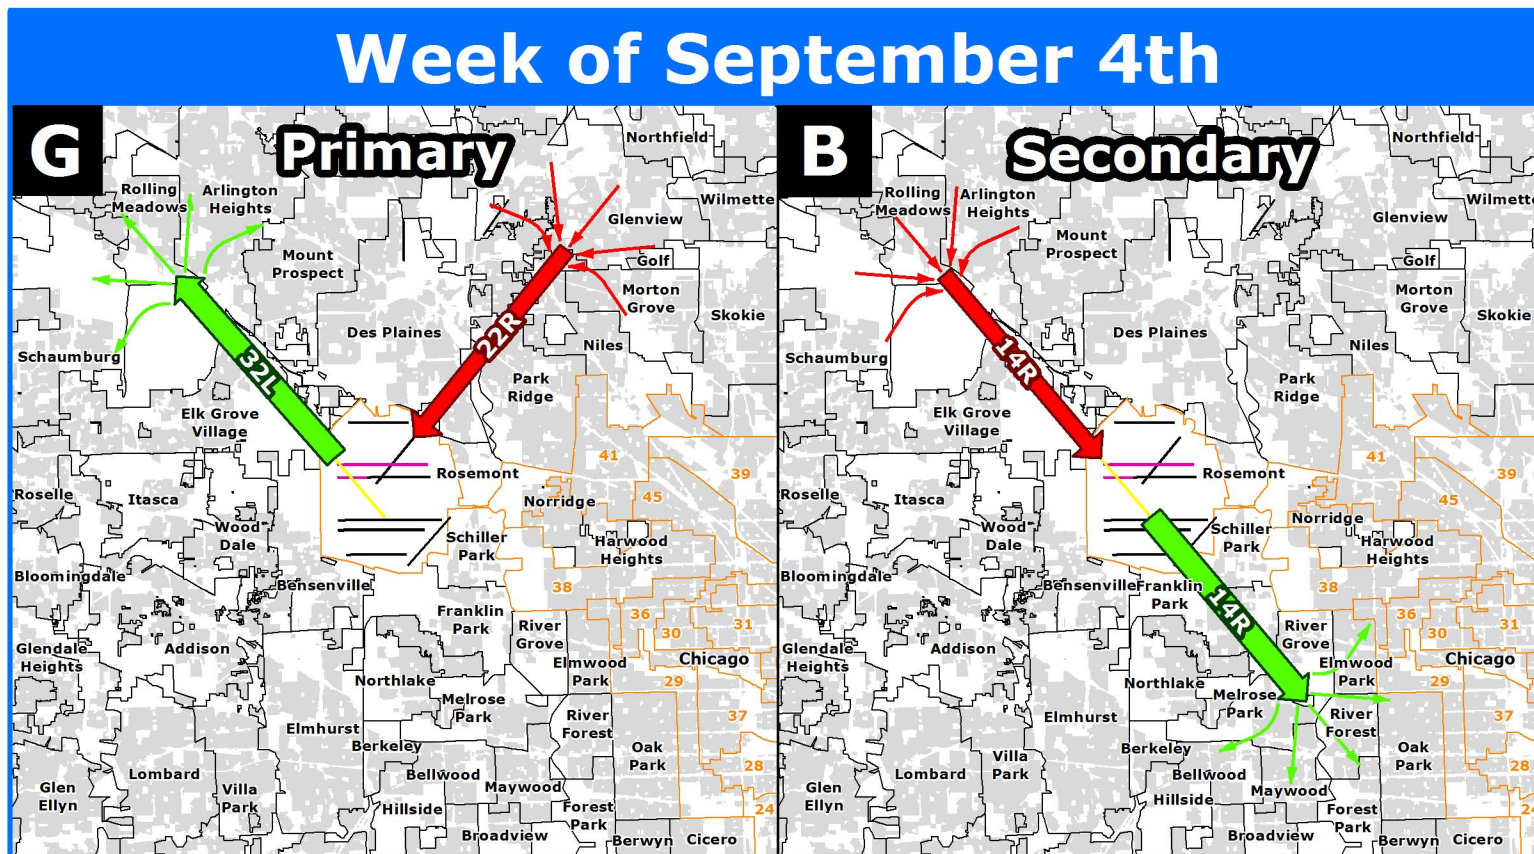 Week of September 4th
G
Primary
Northfield
Rolling
Meadows
Arlington
Heights
Wilmette
Glenview
Mount
Prospect
Golf
Morton
Grove
Skokie
Des Plaines
22R
Niles
Schaumburg
32L
Park
Ridge
Elk Grove
Village
41
39
Rosemont
45
Roselle
Itasca
Norridge
Wood
Dale
Schiller
Park
Harwood
Heights
Bloomingdale
Bensenville
38
Franklin
Park
36
31
River
Grove
30
Glendale
Heights
Addison
Elmwood
Park
Chicago
Northlake
29
Melrose
Park
River
Forest
37
Elmhurst
Berkeley
Oak
Park
28
Lombard
Bellwood
Villa
Park
Maywood
Glen
Ellyn
Hillside
Forest
Park
24
Broadview
Berwyn
Cicero
B
Secondary
Northfield
Rolling
Meadows
Arlington
Heights
Wilmette
Glenview
Mount
Prospect
Golf
Morton
Grove
Skokie
Des Plaines
Niles
Schaumburg
14R
Park
Ridge
Elk Grove
Village
41
39
Rosemont
45
Roselle
Itasca
Norridge
Wood
Dale
Schiller
Park
Harwood
Heights
Bloomingdale
Bensenville
Franklin
Park
38
14R
36
31
River
Grove
30
Glendale
Heights
Addison
Elmwood
Park
Chicago
Northlake
29
Melrose
Park
River
Forest
37
Elmhurst
Berkeley
Oak
Park
28
Lombard
Villa
Park
Bellwood
Maywood
Glen
Ellyn
Hillside
Forest
Park
24
Broadview
Berwyn
Cicero